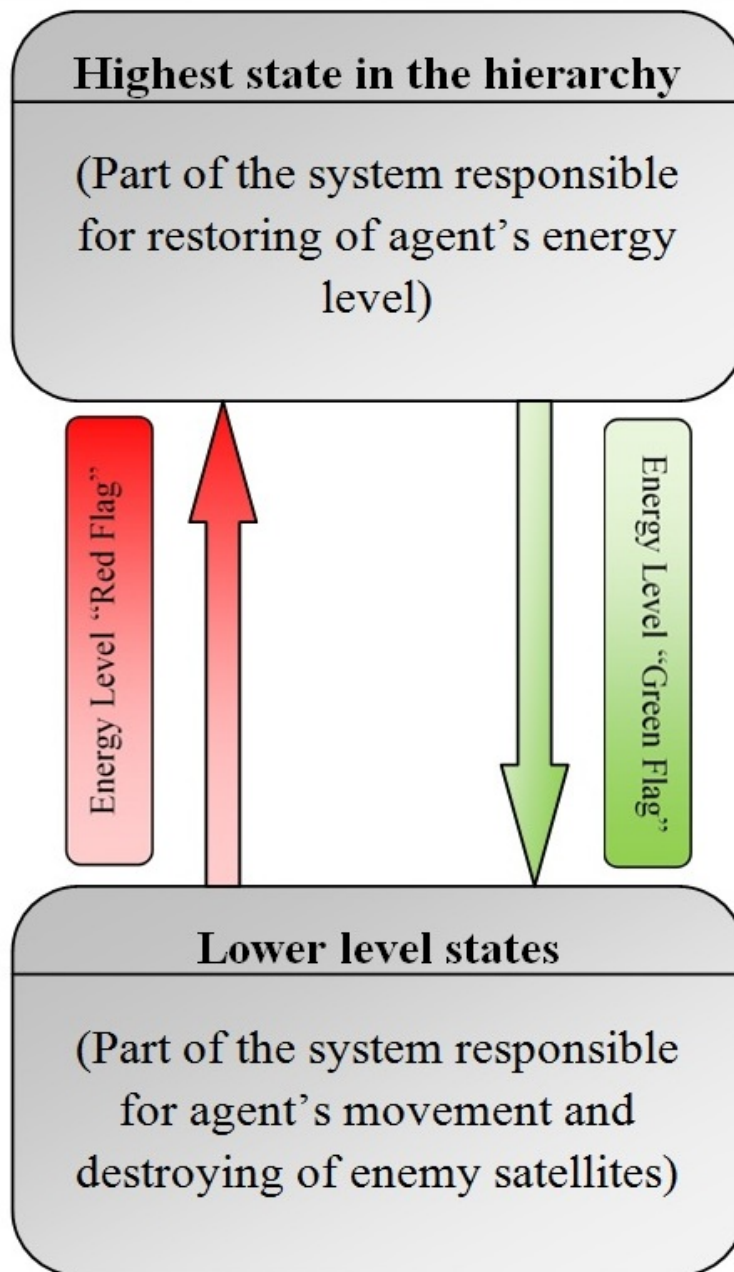 Highest state in the hierarchy
(Part of the system responsible
for restoring of agent’s energy
level)
Energy Level “Red Flag”
Energy Level “Green Flag”
Lower level states
(Part of the system responsible
for agent’s movement and
destroying of enemy satellites)